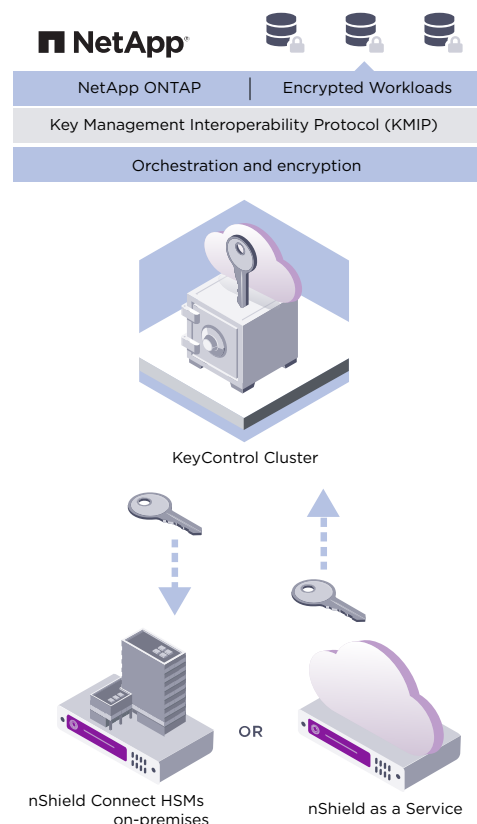 NetApp®
NetApp ONTAP | Encrypted Workloads
Key Management Interoperability Protocol (KMIP)
Orchestration and encryption
KeyControl Cluster
OR
nShield Connect HSMs
on-premises
nShield as a Service